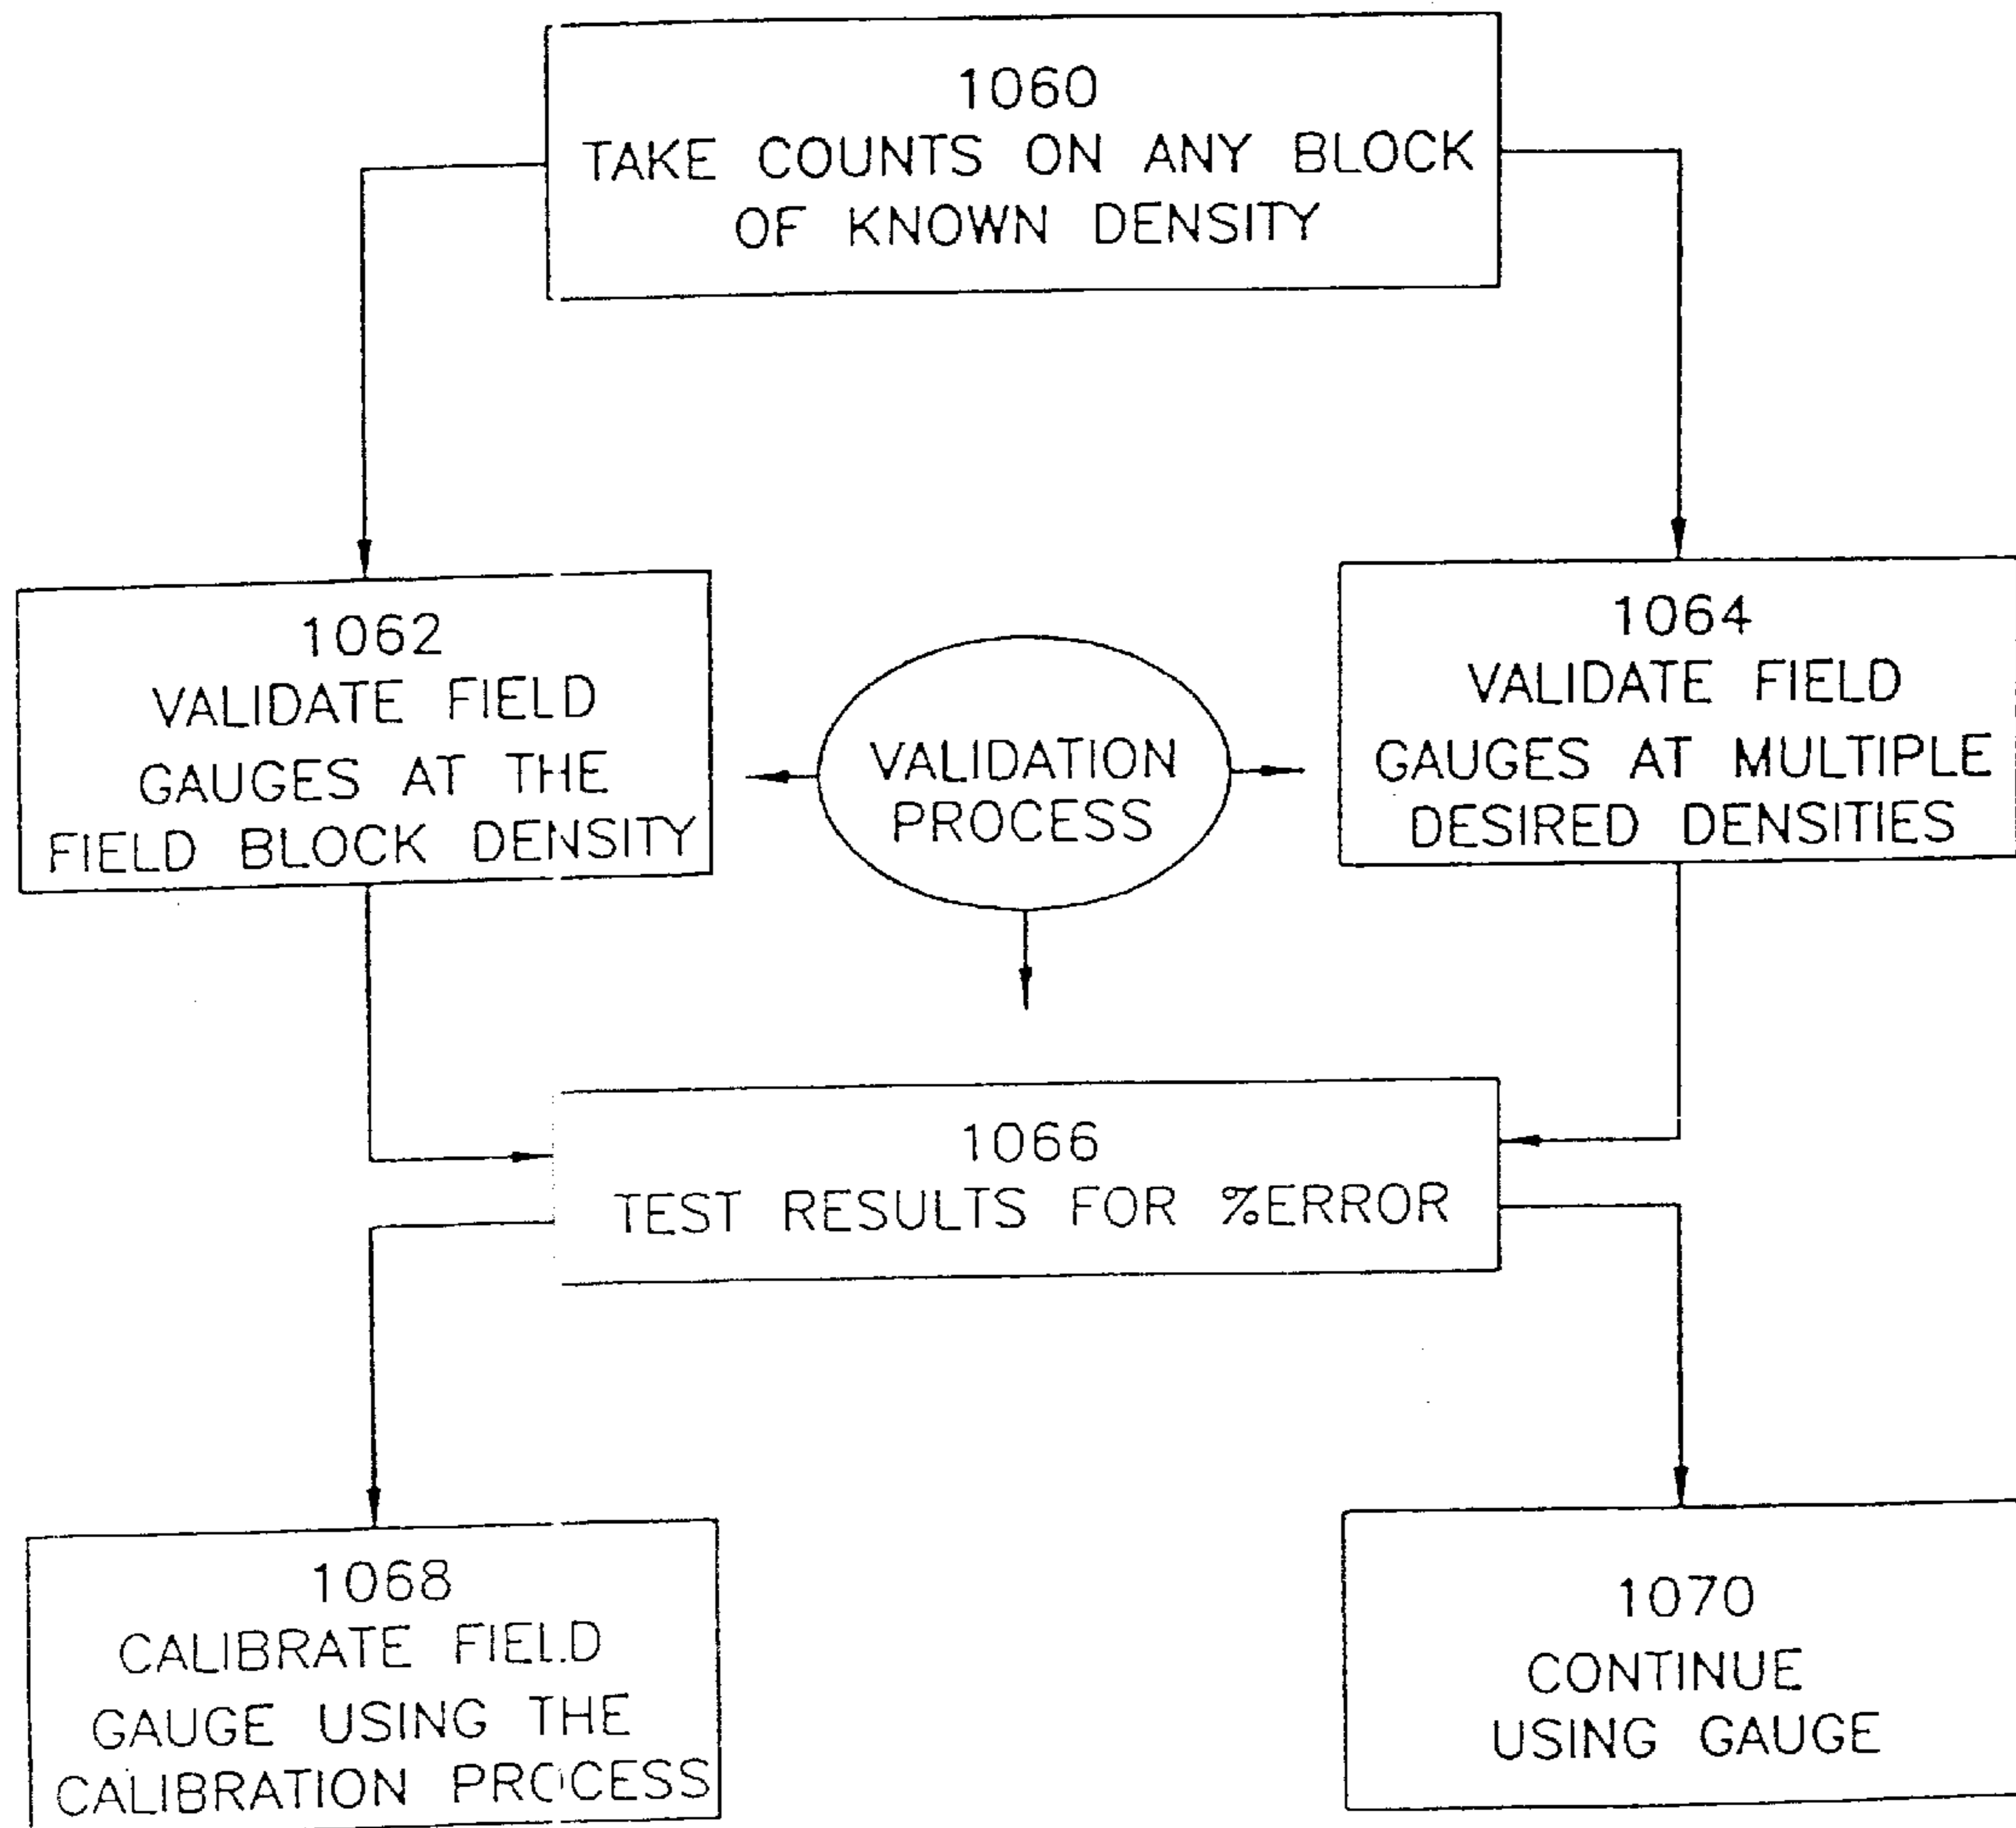 1060
TAKE COUNTS ON ANY BLOCK
OF KNOWN DENSITY
1062
VALIDATE FIELD
GAUGES AT THE
FIELD BLOCK DENSITY
VALIDATION
PROCESS
1064
VALIDATE FIELD
GAUGES AT MULTIPLE
DESIRED DENSITIES
1066
TEST RESULTS FOR %ERROR
1068
CALIBRATE FIELD
GAUGE USING THE
CALIBRATION PROCESS
1070
CONTINUE
USING GAUGE